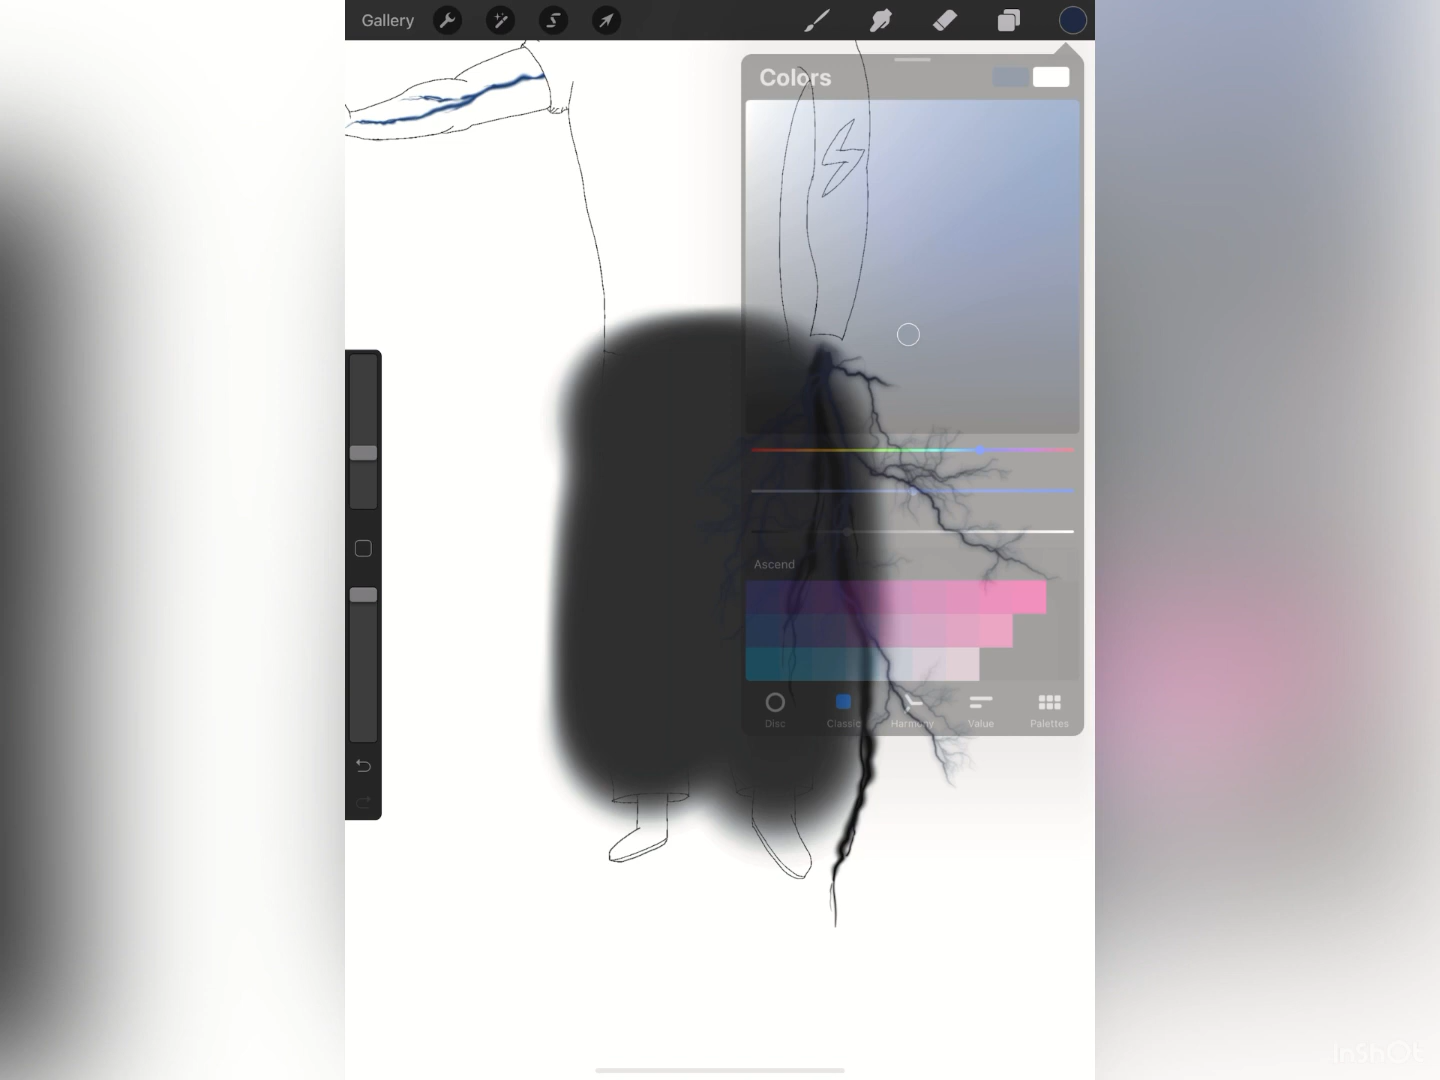 Gallery
Colors
Ascend
Disc
Classic
Harmony
Value
Palettes
InShOt